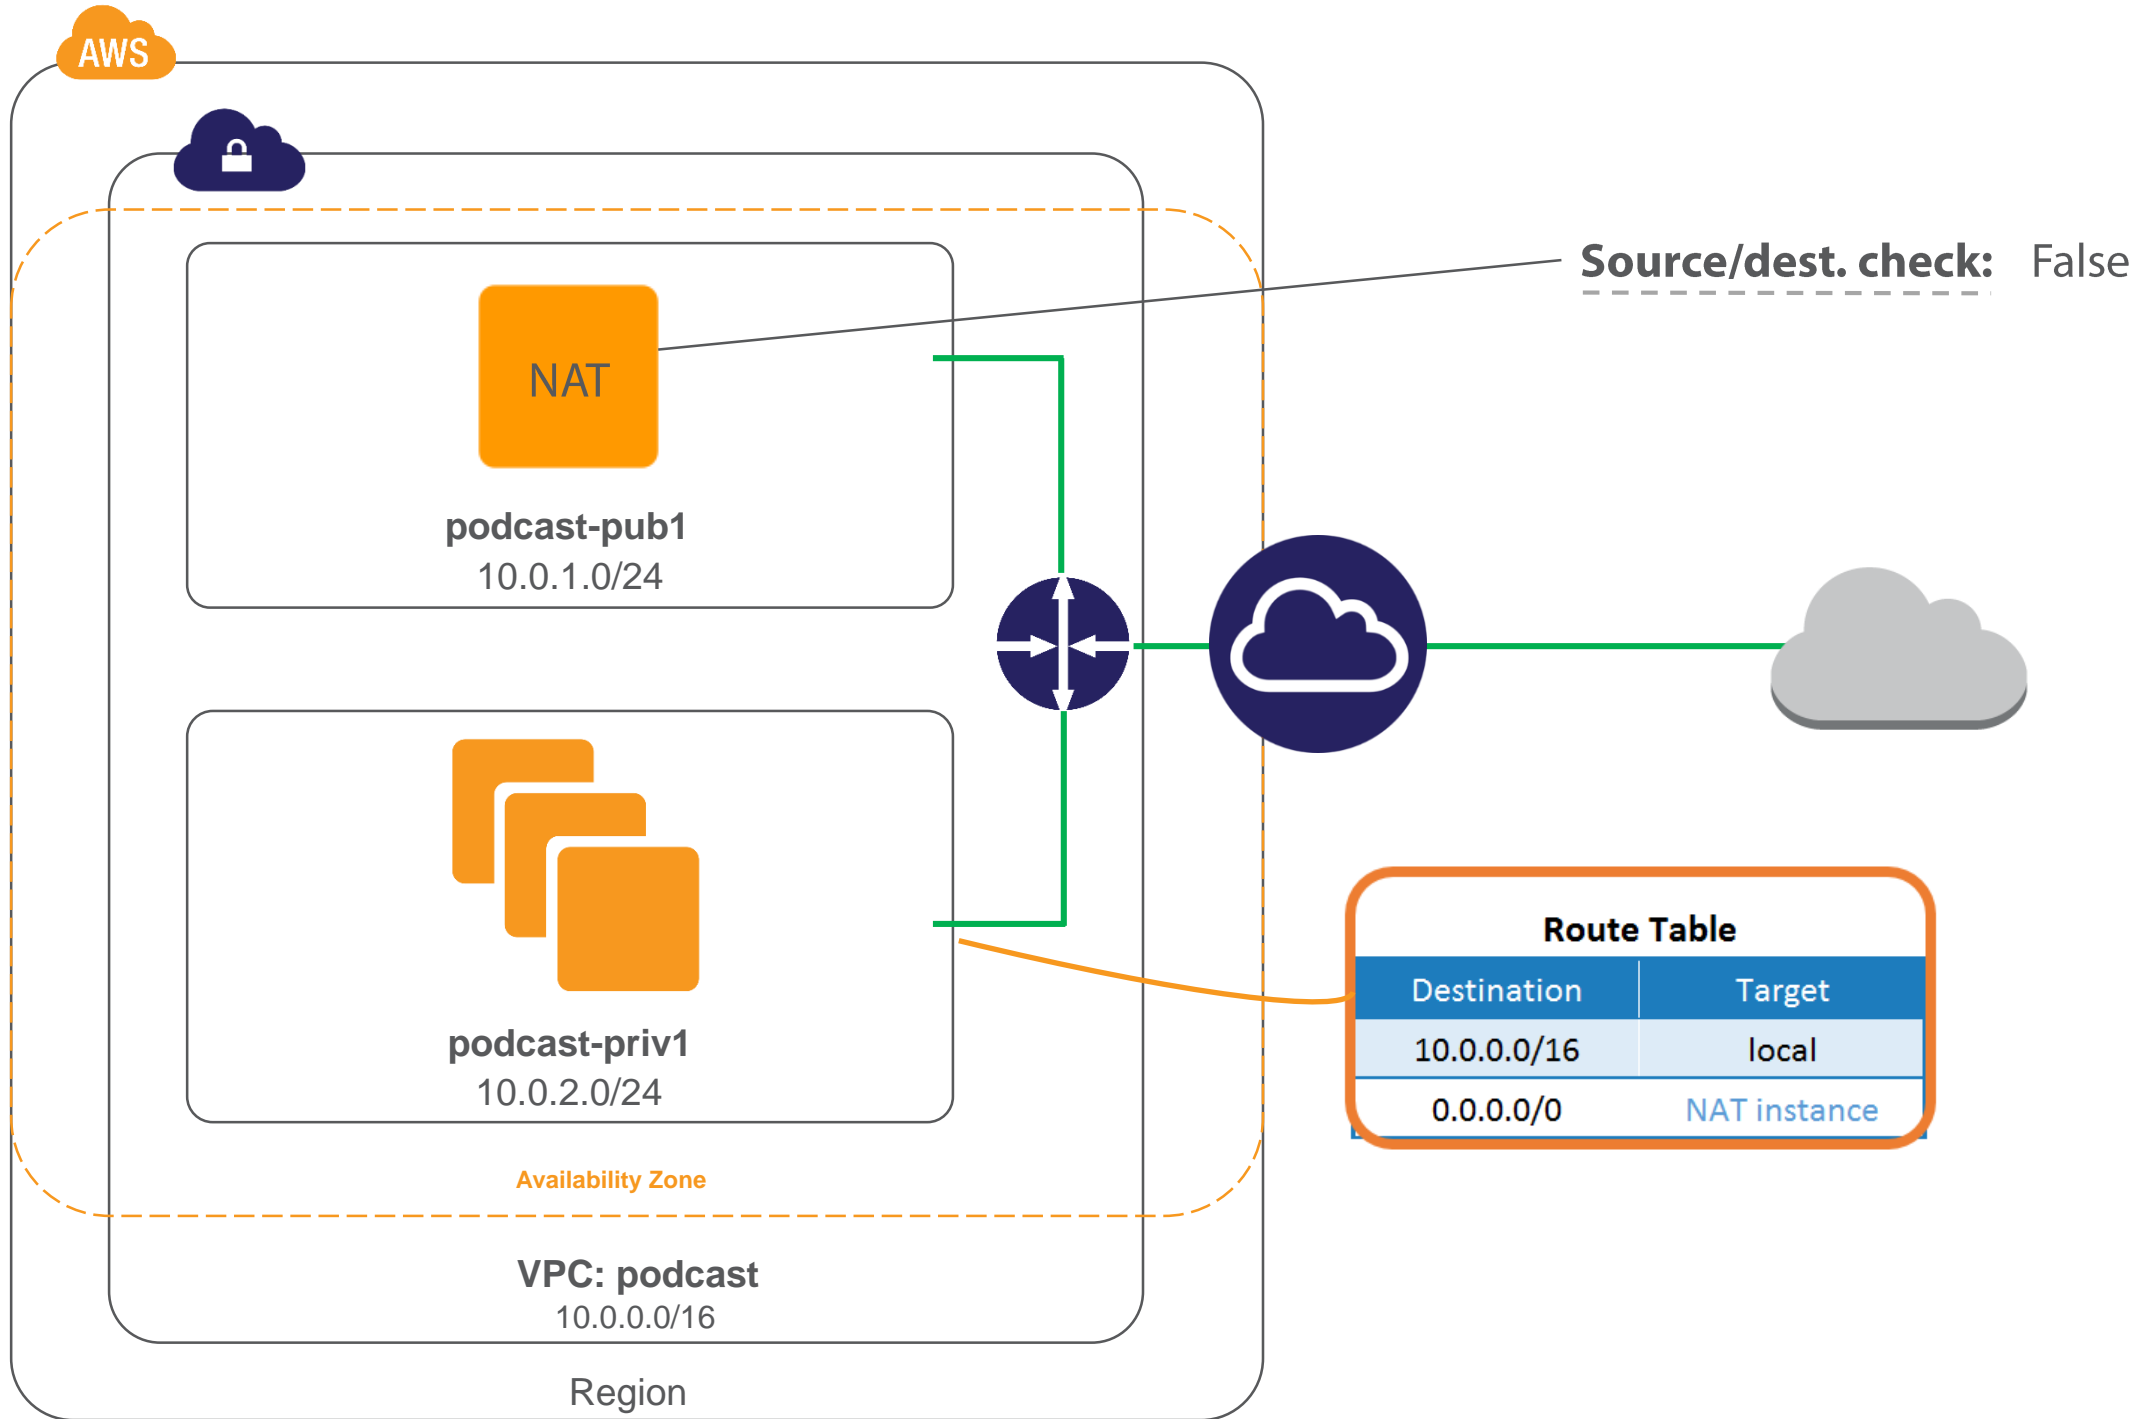 AWS
Source/dest. check: False
NAT
podcast-pub1
10.0.1.0/24
podcast-priv1
10.0.2.0/24
Route Table
Destination Target
10.0.0.0/16 local
0.0.0.0/0 NAT instance
Availability Zone
VPC: podcast
10.0.0.0/16
Region